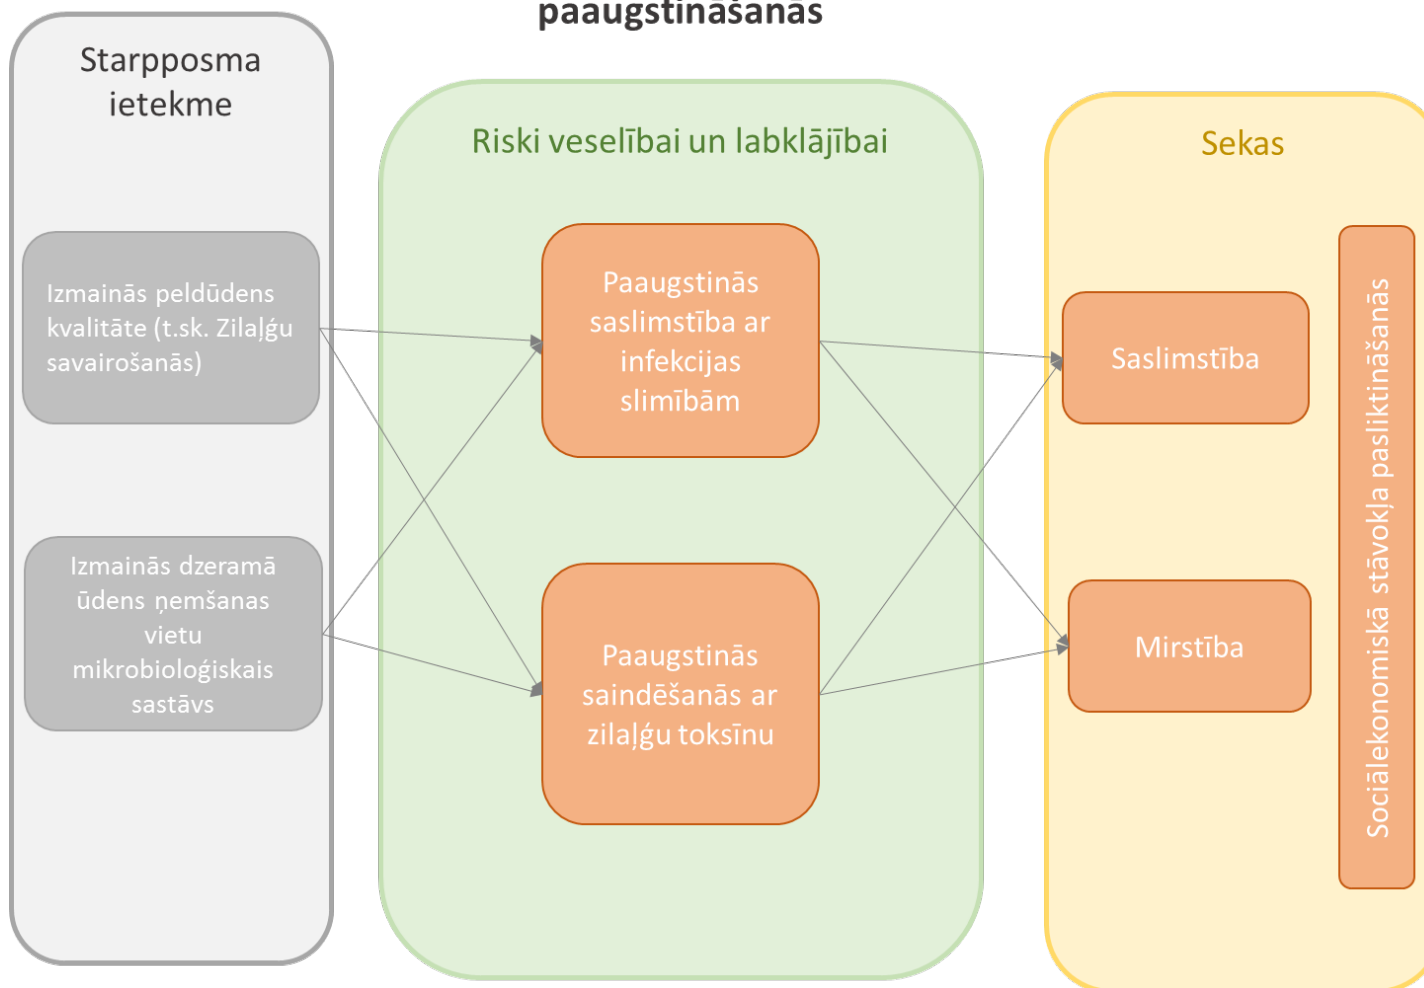 paaugstināšanās
Starpposma
ietekme
Izmainās peldūdens
kvalitāte (t.sk. Zilaļģu
savairošanās)
Izmainās dzeramā
ūdens ņemšanas
vietu
mikrobioloģiskais
sastāvs
Riski veselībai un labklājībai
Paaugstinās
saslimstība ar
infekcijas
slimībām
Paaugstinās
saindēšanās ar
zilaļģu toksīnu
Sekas
Saslimstība
Mirstība
Sociālekonomiskā stāvokļa pasliktināšanās